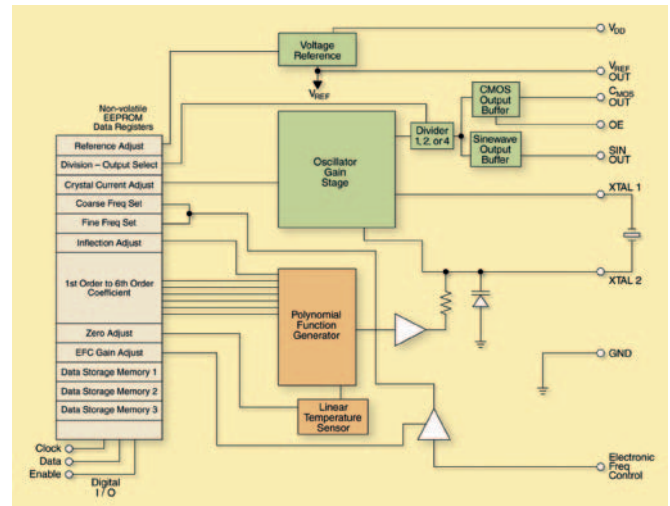 Non-volatile
EEPROM
Data Registers
Reference Adjust
Division – Output Select
Crystal Current Adjust
Coarse Freq Set
Fine Freq Set
Inflection Adjust
1st Order to 6th Order
Coefficient
Zero Adjust
EFC Gain Adjust
Data Storage Memory 1
Data Storage Memory 2
Data Storage Memory 3
Clock
Data
Enable
Digital
I / O
Voltage
Reference
VREF
Oscillator
Gain
Stage
Divider
1, 2, or 4
CMOS
Output
Buffer
Sinewave
Output
Buffer
Polynomial
Function
Generator
Linear
Temperature
Sensor
VDD
VREF
OUT
CMOS
OUT
OE
SIN
OUT
XTAL 1
XTAL 2
GND
Electronic
Freq
Control